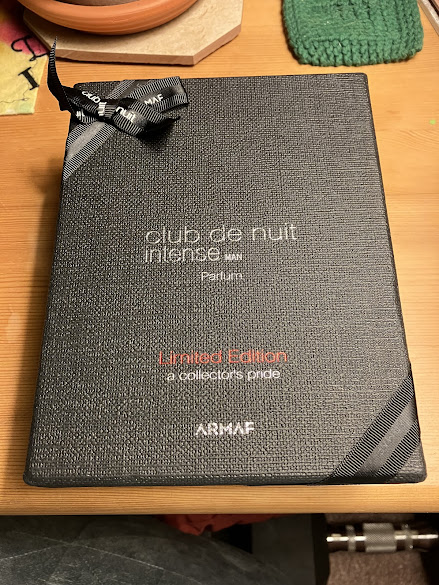 club de nuit
intense MAN
Parfum
Limited Edition
a collector's pride
ARMAF